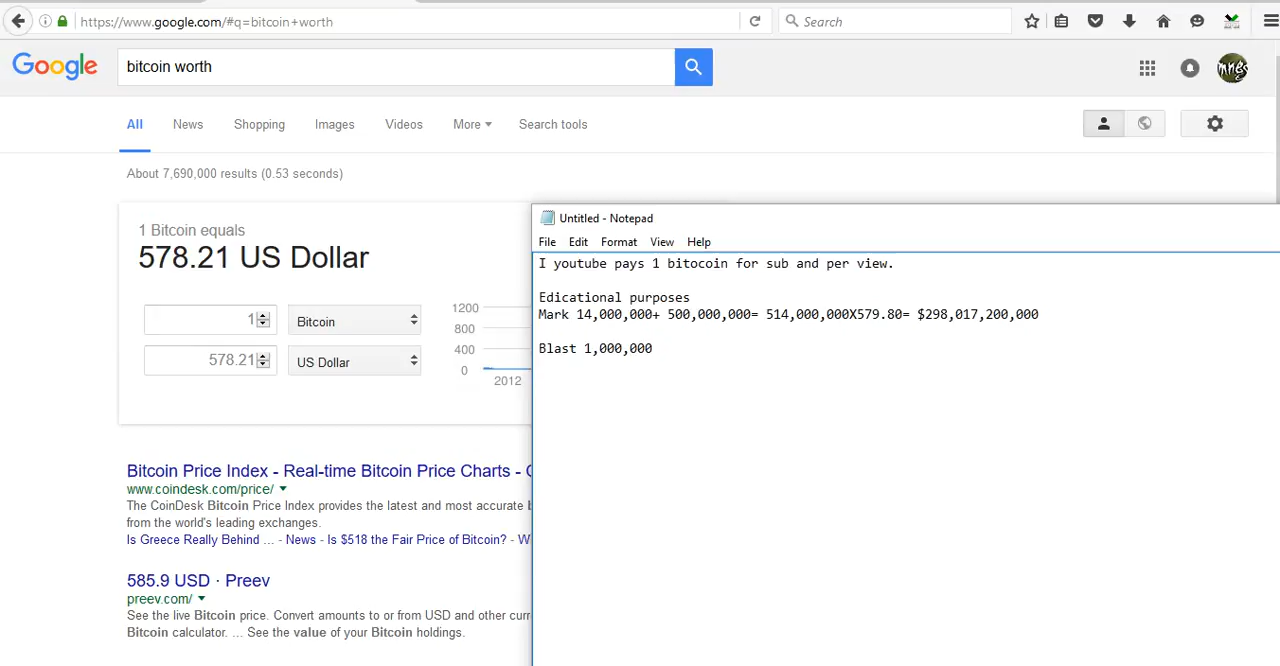 https://www.google.com/#q=bitcoin+worth
Search
Google
bitcoin worth
mngs
All News Shopping Images Videos More Search tools
About 7,690,000 results (0.53 seconds)
1 Bitcoin equals
578.21 US Dollar
1 Bitcoin
578.21 US Dollar
1200
800
400
0
2012
Untitled - Notepad
File Edit Format View Help
I youtube pays 1 bitocoin for sub and per view.
Edicational purposes
Mark 14,000,000+ 500,000,000= 514,000,000X579.80= $298,017,200,000
Blast 1,000,000
Bitcoin Price Index - Real-time Bitcoin Price Charts -
www.coindesk.com/price/
The CoinDesk Bitcoin Price Index provides the latest and most accurate
from the world's leading exchanges.
Is Greece Really Behind ... - News - Is $518 the Fair Price of Bitcoin? -
585.9 USD · Preev
preev.com/
See the live Bitcoin price. Convert amounts to or from USD and other
Bitcoin calculator. ... See the value of your Bitcoin holdings.